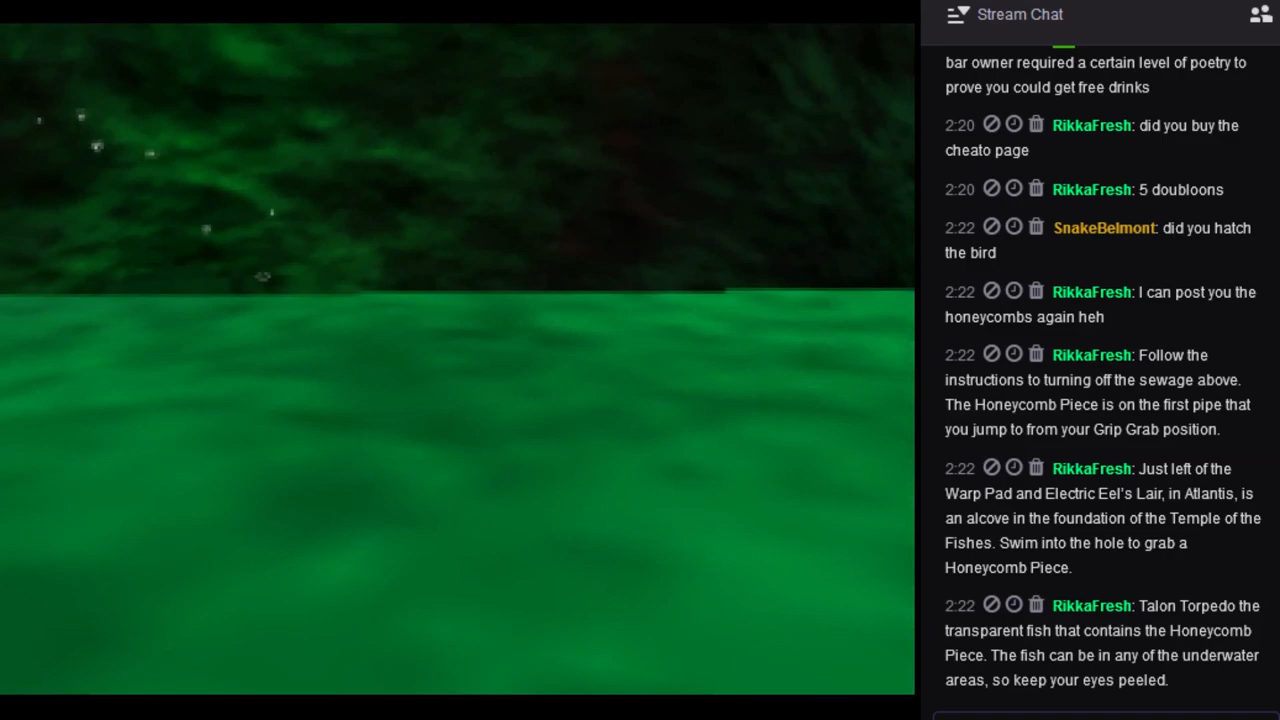 Stream Chat
bar owner required a certain level of poetry to
prove you could get free drinks
2:20 RikkaFresh: did you buy the
cheato page
2:20 RikkaFresh: 5 doubloons
2:22 SnakeBelmont: did you hatch
the bird
2:22 RikkaFresh: I can post you the
honeycombs again heh
2:22 RikkaFresh: Follow the
instructions to turning off the sewage above.
The Honeycomb Piece is on the first pipe that
you jump to from your Grip Grab position.
2:22 RikkaFresh: Just left of the
Warp Pad and Electric Eel's Lair, in Atlantis, is
an alcove in the foundation of the Temple of the
Fishes. Swim into the hole to grab a
Honeycomb Piece.
2:22 RikkaFresh: Talon Torpedo the
transparent fish that contains the Honeycomb
Piece. The fish can be in any of the underwater
areas, so keep your eyes peeled.